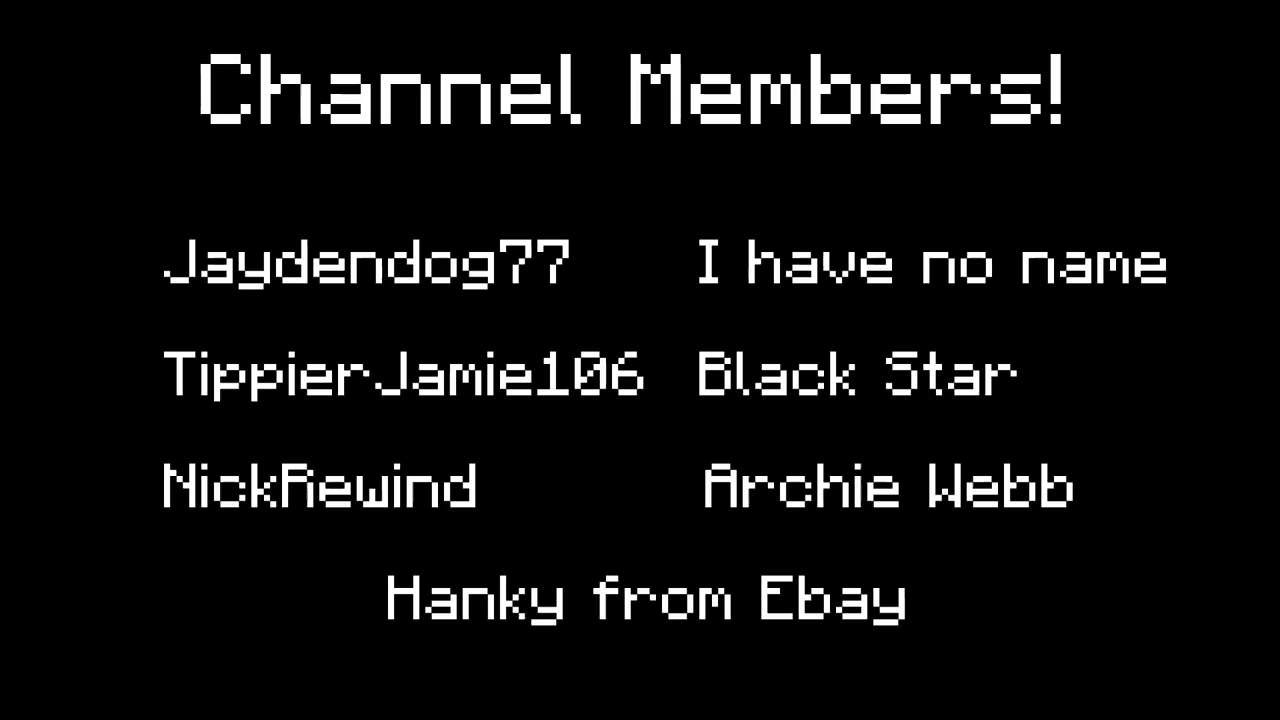 Channel Members!
Jaydendog77 I have no name
TippierJamie106 Black Star
NickRewind Archie Webb
Hanky from Ebay